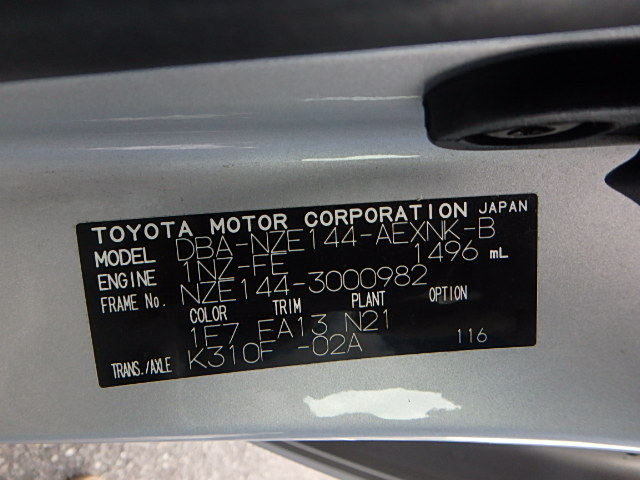 TOYOTA MOTOR CORPORATION JAPAN
MODEL DBA-NZE144-AEXNK-B
ENGINE 1NZ-FE 1496 mL
FRAME No. NZE144-3000982
COLOR TRIM PLANT OPTION
1F7 FA13 N21
TRANS./AXLE K310F -02A 116